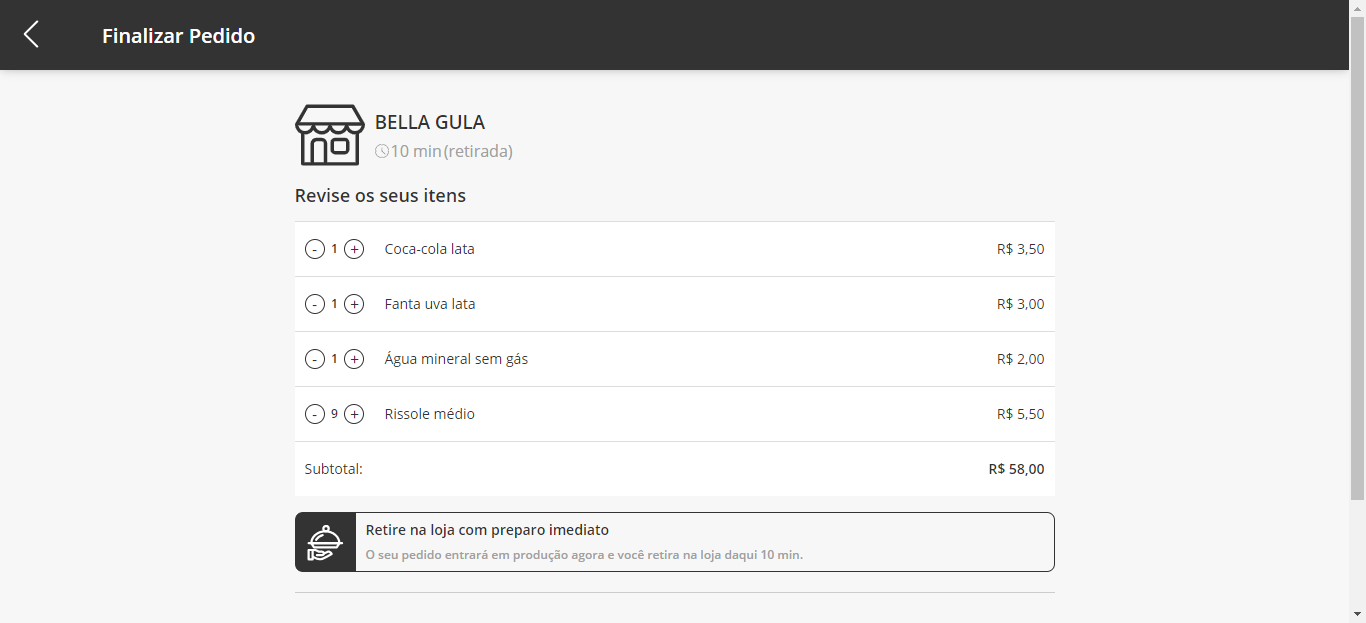 Finalizar Pedido
BELLA GULA
10 min (retirada)
Revise os seus itens
- 1 + Coca-cola lata R$ 3,50
- 1 + Fanta uva lata R$ 3,00
- 1 + Água mineral sem gás R$ 2,00
- 9 + Rissole médio R$ 5,50
Subtotal: R$ 58,00
Retire na loja com preparo imediato
O seu pedido entrará em produção agora e você retira na loja daqui 10 min.